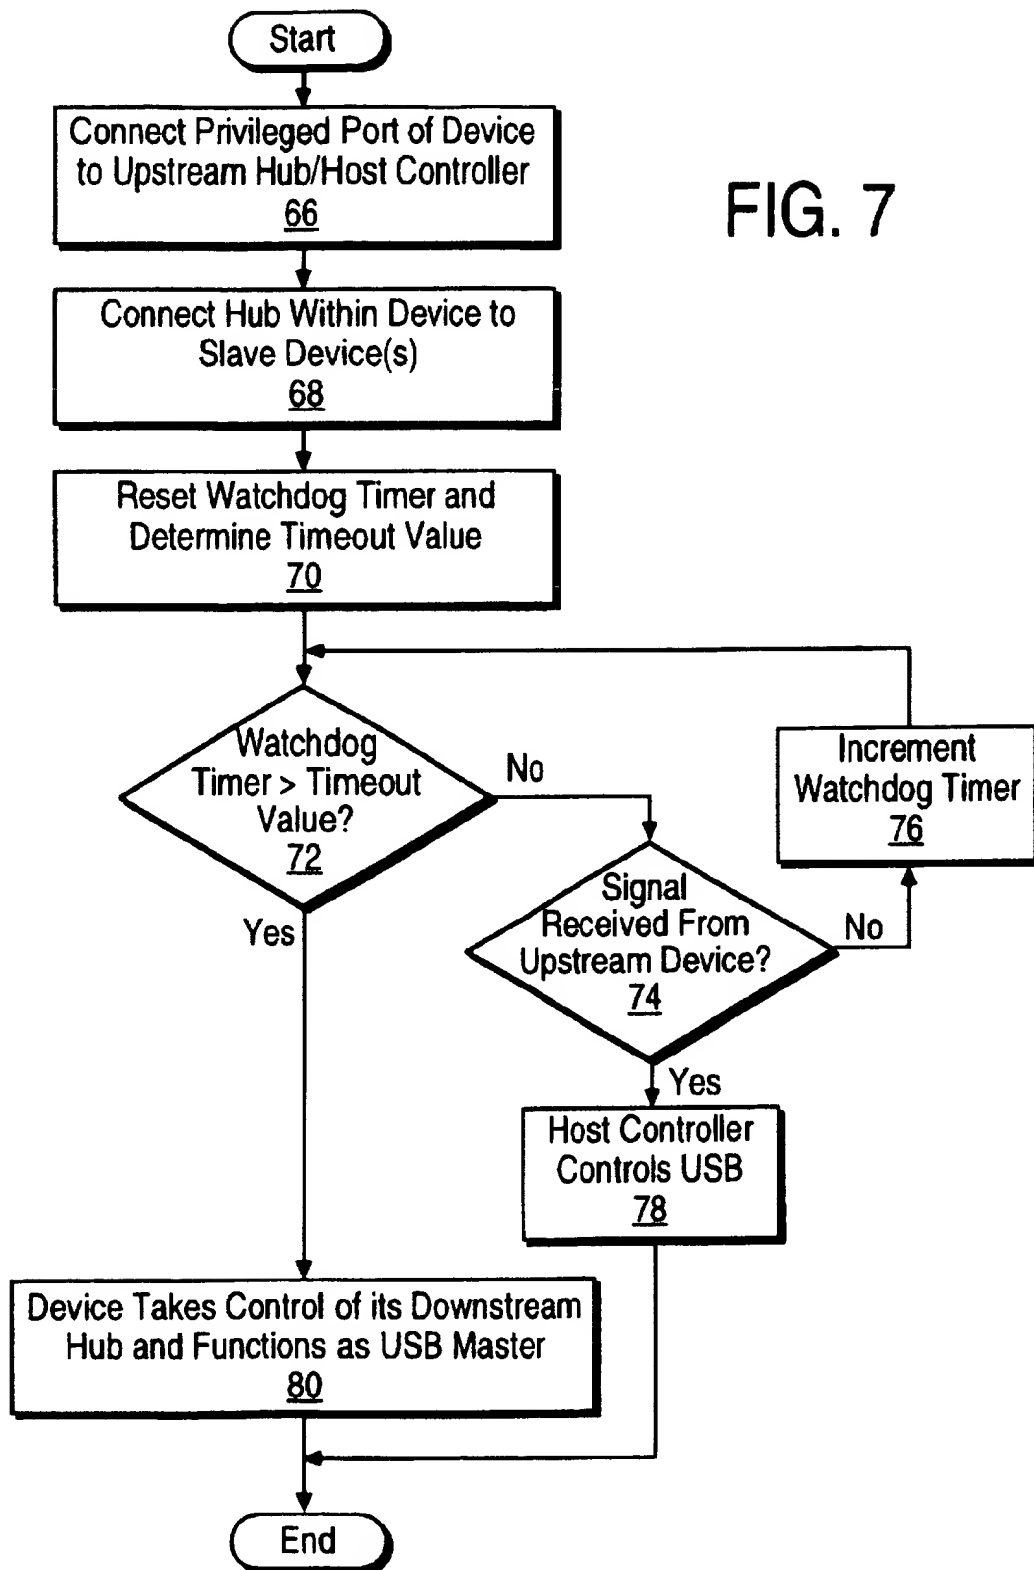 Start
Connect Privileged Port of Device
to Upstream Hub/Host Controller
66
FIG. 7
Connect Hub Within Device to
Slave Device(s)
68
Reset Watchdog Timer and
Determine Timeout Value
70
Watchdog
Timer > Timeout
Value?
72
No
Yes
Increment
Watchdog Timer
76
Signal
Received From
Upstream Device?
74
No
Yes
Host Controller
Controls USB
78
Device Takes Control of its Downstream
Hub and Functions as USB Master
80
End